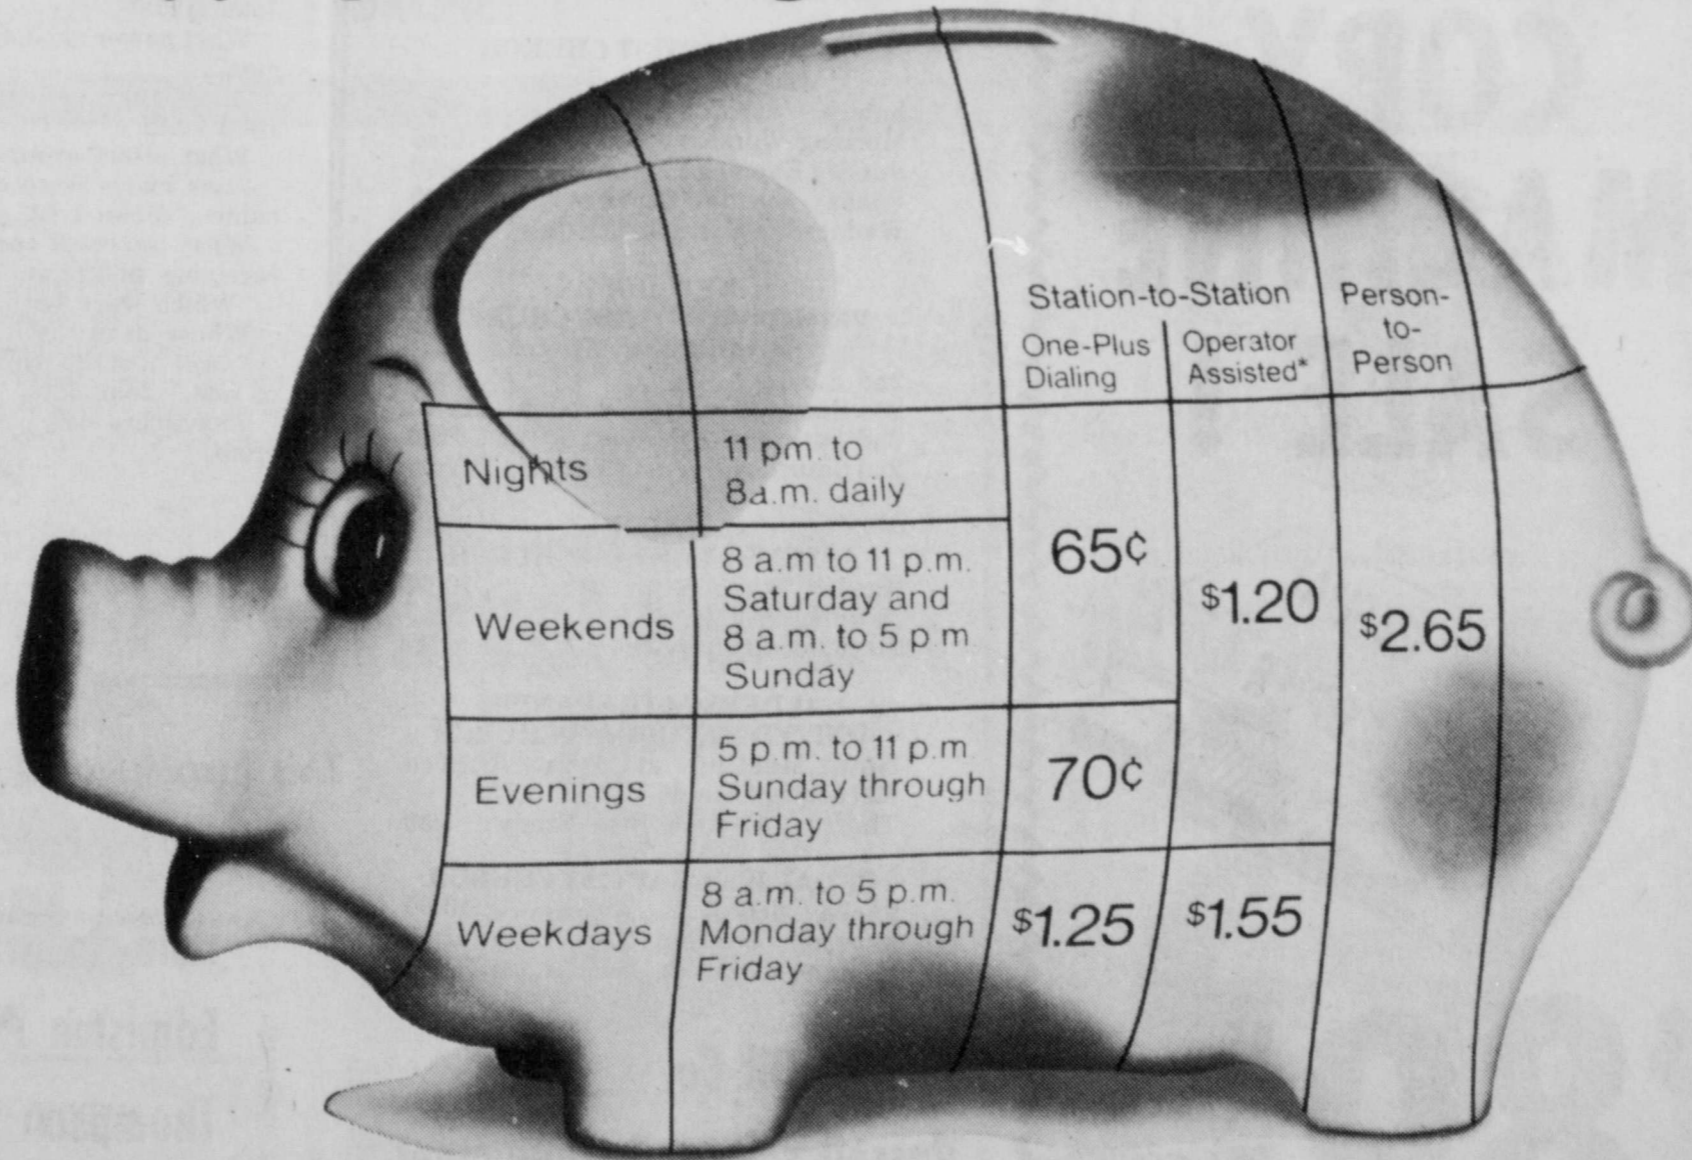 Station-to-Station
Person-
to-
Person
One-Plus
Dialing
Operator
Assisted*
Nights
11 pm. to
8a.m. daily
65¢
$1.20
$2.65
Weekends
8 a.m to 11 p.m.
Saturday and
8 a.m. to 5 p m
Sunday
Evenings
5 p.m. to 11 p.m
Sunday through
Friday
70¢
Weekdays
8 a.m. to 5 p.m.
Monday through
Friday
$1.25
$1.55